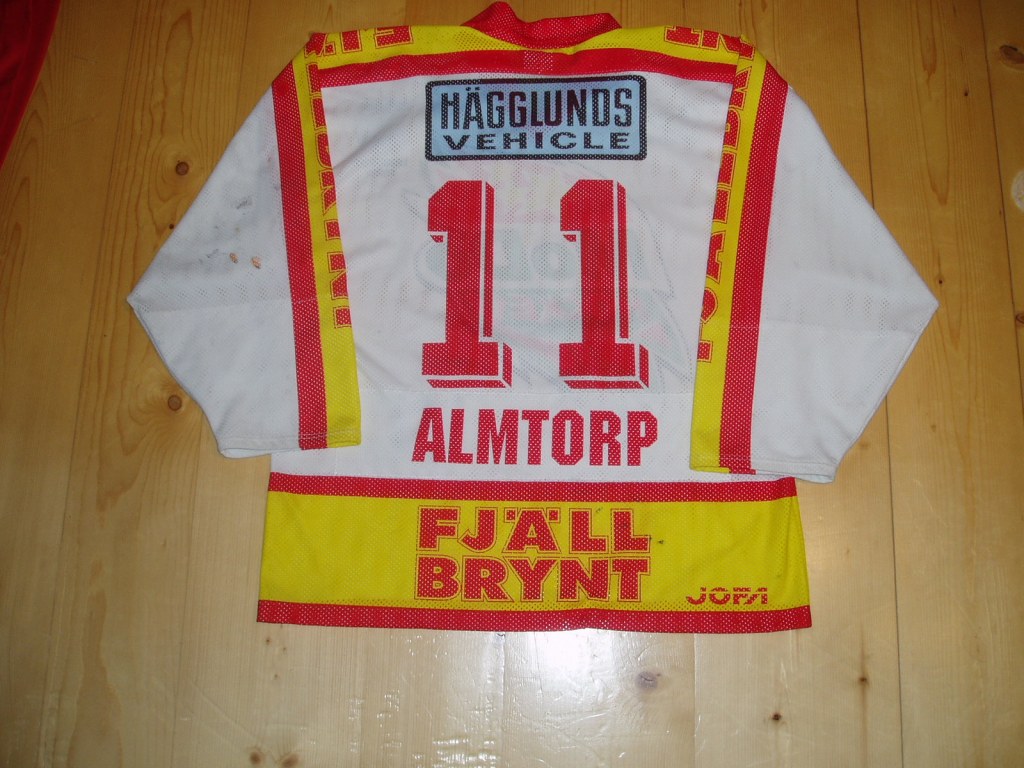 HÄGGLUNDS
VEHICLE
11
ALMTORP
FJÄLL
BRYNT
JOFA